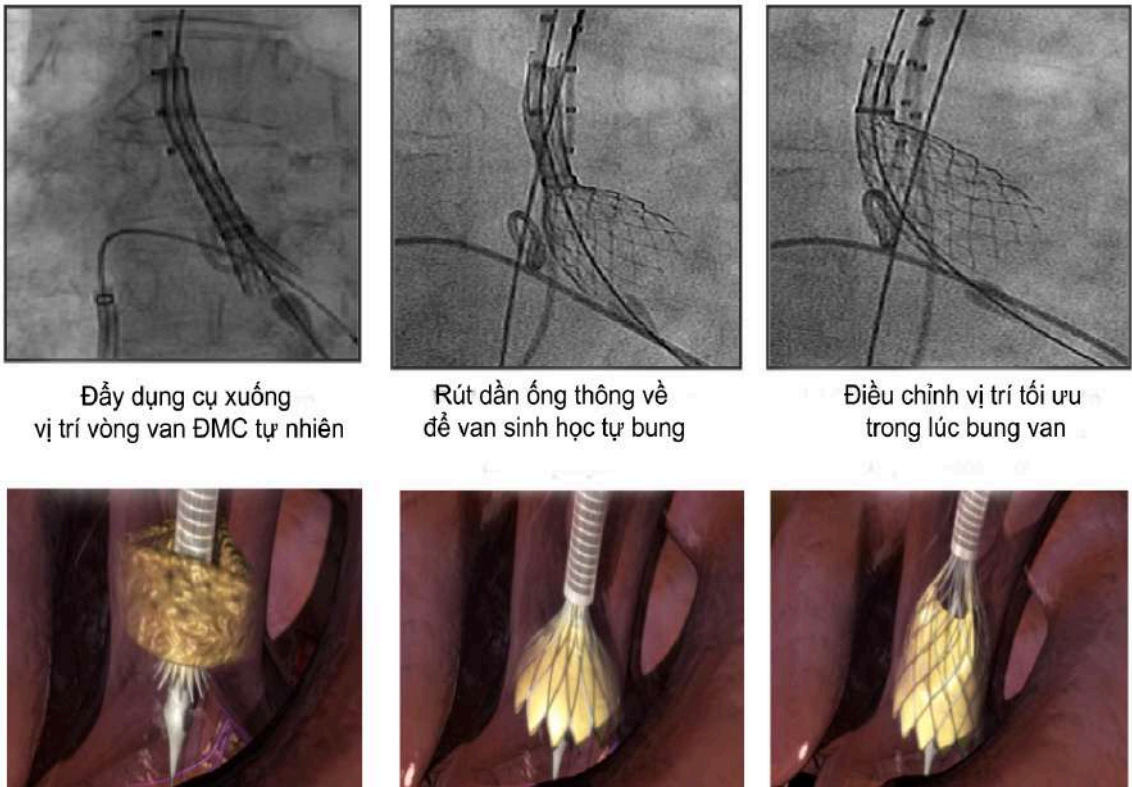 Đẩy dụng cụ xuống
vị trí vòng van ĐMC tự nhiên
Rút dần ống thông về
để van sinh học tự bung
Điều chỉnh vị trí tối ưu
trong lúc bung van